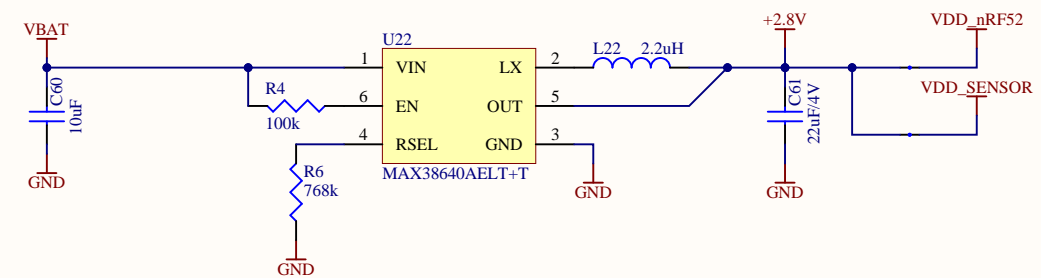 VBAT
C60
10uF
GND
R4
100k
R6
768k
GND
U22
1 VIN
6 EN
4 RSEL
LX 2
OUT 5
GND 3
MAX38640AELT+T
L22 2.2uH
GND
+2.8V
C61
22uF/4V
GND
VDD_nRF52
VDD_SENSOR